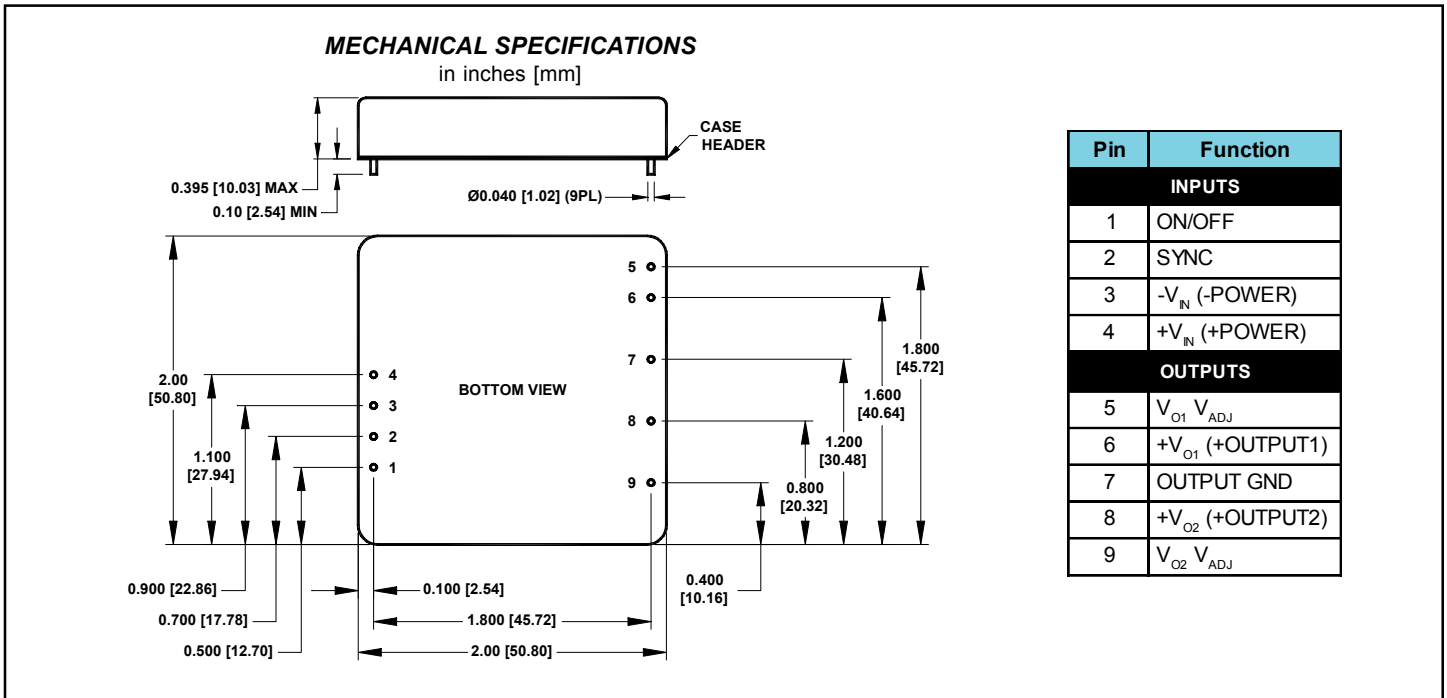 MECHANICAL SPECIFICATIONS
in inches [mm]
CASE
HEADER
0.395 [10.03] MAX
0.10 [2.54] MIN
Ø0.040 [1.02] (9PL)
5
6
7
8
9
4
3
2
1
BOTTOM VIEW
2.00
[50.80]
1.100
[27.94]
0.900 [22.86]
0.700 [17.78]
0.500 [12.70]
0.100 [2.54]
1.800 [45.72]
2.00 [50.80]
0.400
[10.16]
0.800
[20.32]
1.200
[30.48]
1.600
[40.64]
1.800
[45.72]
Pin Function
INPUTS
1 ON/OFF
2 SYNC
3 -VIN (-POWER)
4 +VIN (+POWER)
OUTPUTS
5 VO1 VADJ
6 +VO1 (+OUTPUT1)
7 OUTPUT GND
8 +VO2 (+OUTPUT2)
9 VO2 VADJ